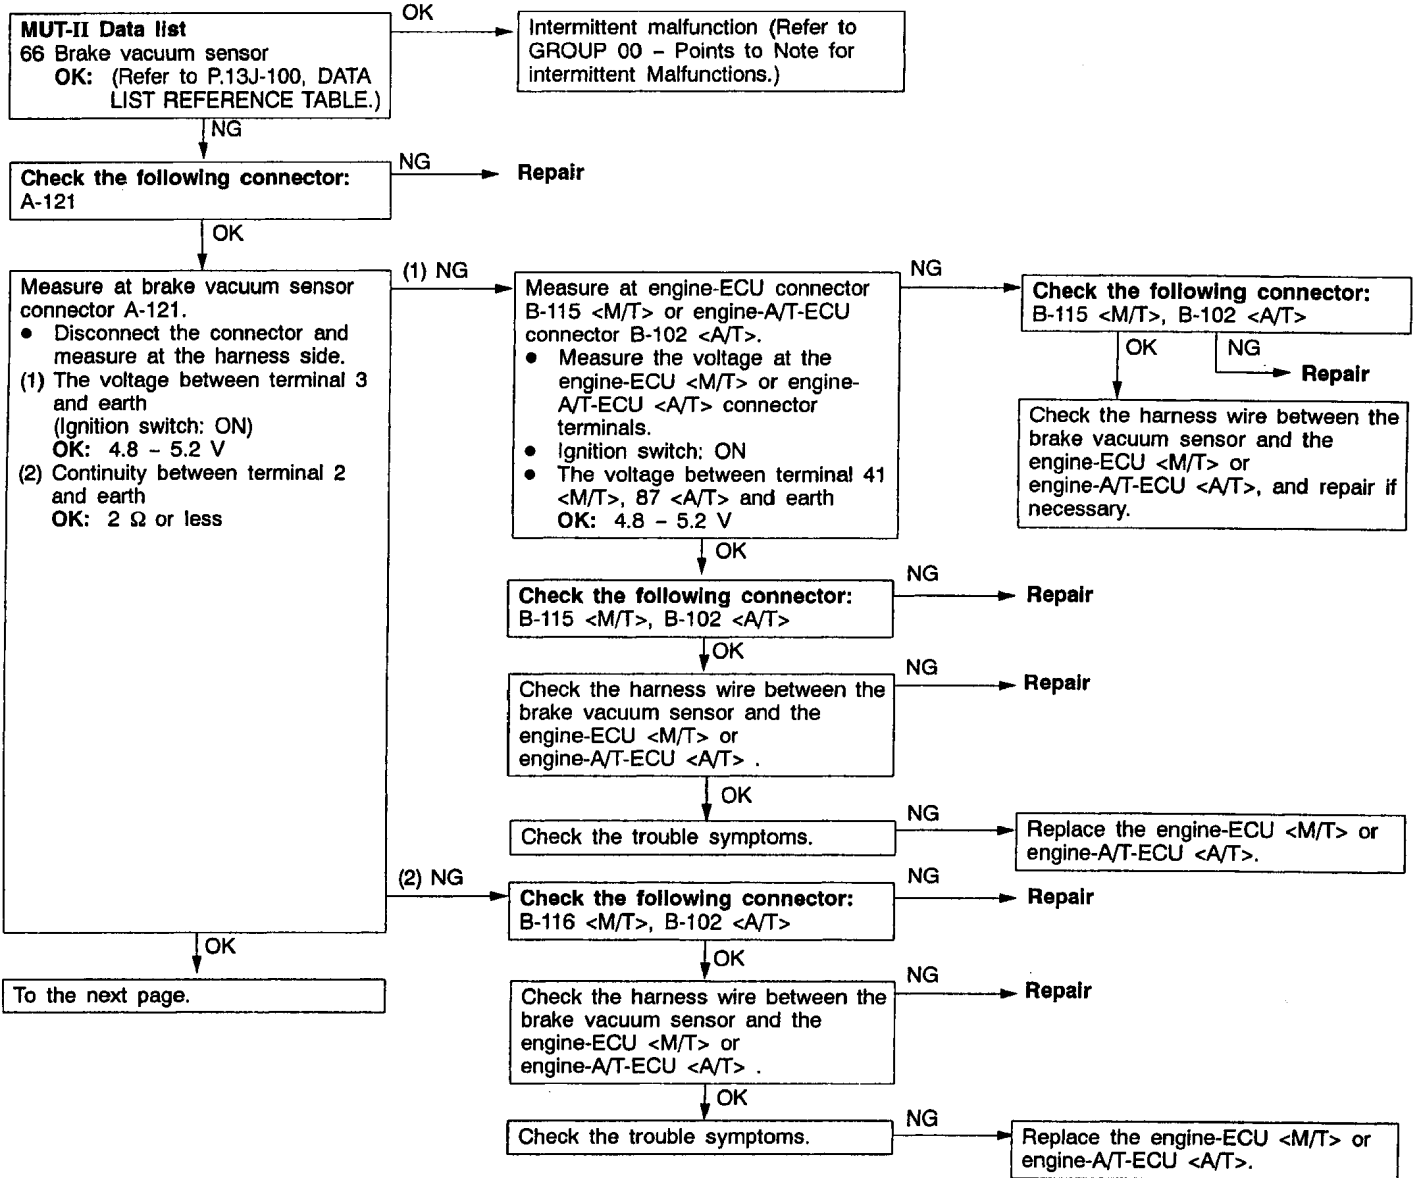 MUT-II Data list
66 Brake vacuum sensor
OK: (Refer to P.13J-100, DATA
LIST REFERENCE TABLE.)
OK
Intermittent malfunction (Refer to
GROUP 00 – Points to Note for
intermittent Malfunctions.)
NG
Check the following connector:
A-121
NG
Repair
OK
Measure at brake vacuum sensor
connector A-121.
● Disconnect the connector and
measure at the harness side.
(1) The voltage between terminal 3
and earth
(Ignition switch: ON)
OK: 4.8 – 5.2 V
(2) Continuity between terminal 2
and earth
OK: 2 Ω or less
(1) NG
Measure at engine-ECU connector
B-115 <M/T> or engine-A/T-ECU
connector B-102 <A/T>.
● Measure the voltage at the
engine-ECU <M/T> or engine-
A/T-ECU <A/T> connector
terminals.
● Ignition switch: ON
● The voltage between terminal 41
<M/T>, 87 <A/T> and earth
OK: 4.8 – 5.2 V
NG
Check the following connector:
B-115 <M/T>, B-102 <A/T>
OK
NG
Repair
Check the harness wire between the
brake vacuum sensor and the
engine-ECU <M/T> or
engine-A/T-ECU <A/T>, and repair if
necessary.
OK
Check the following connector:
B-115 <M/T>, B-102 <A/T>
NG
Repair
OK
Check the harness wire between the
brake vacuum sensor and the
engine-ECU <M/T> or
engine-A/T-ECU <A/T> .
NG
Repair
OK
Check the trouble symptoms.
NG
Replace the engine-ECU <M/T> or
engine-A/T-ECU <A/T>.
(2) NG
Check the following connector:
B-116 <M/T>, B-102 <A/T>
NG
Repair
OK
Check the harness wire between the
brake vacuum sensor and the
engine-ECU <M/T> or
engine-A/T-ECU <A/T> .
NG
Repair
OK
Check the trouble symptoms.
NG
Replace the engine-ECU <M/T> or
engine-A/T-ECU <A/T>.
OK
To the next page.